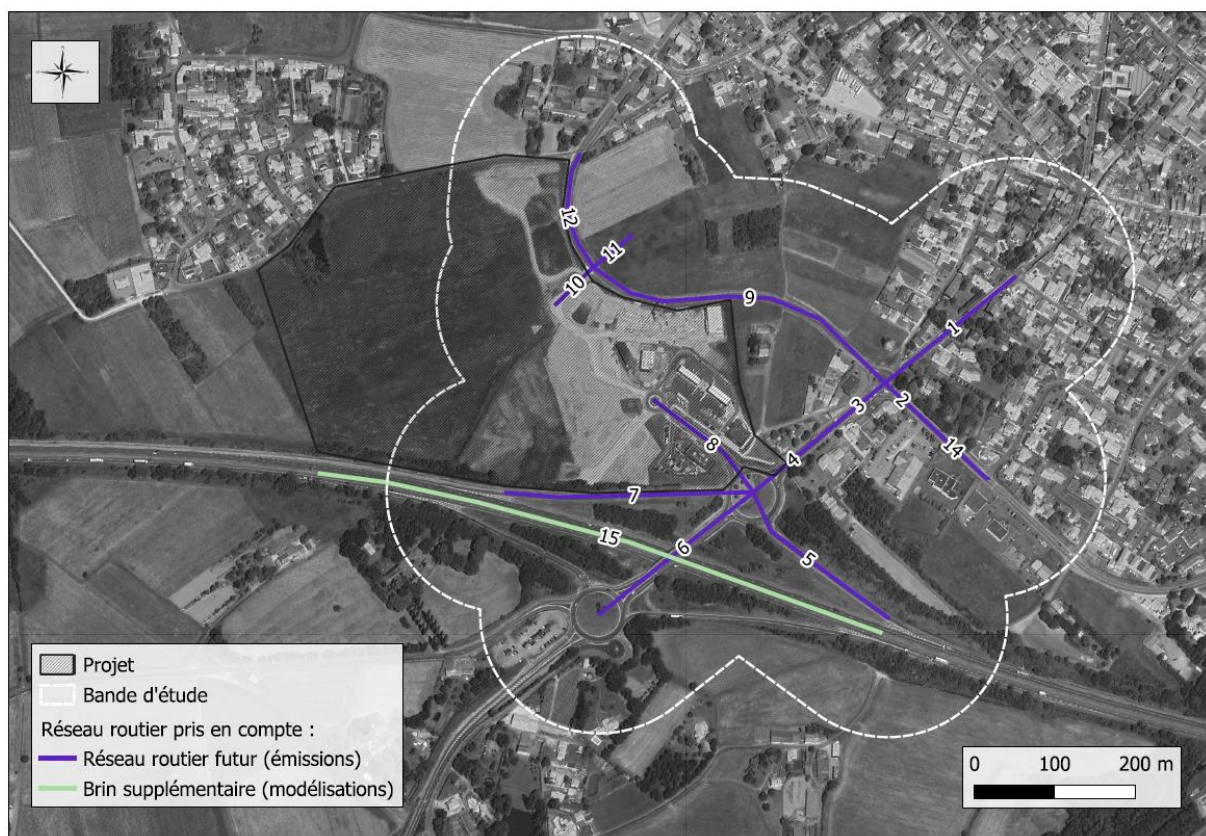 12
11
10
9
1
2
3
14
8
4
7
15
6
5
Projet
Bande d'étude
Réseau routier pris en compte :
Réseau routier futur (émissions)
Brin supplémentaire (modélisations)
0 100 200 m